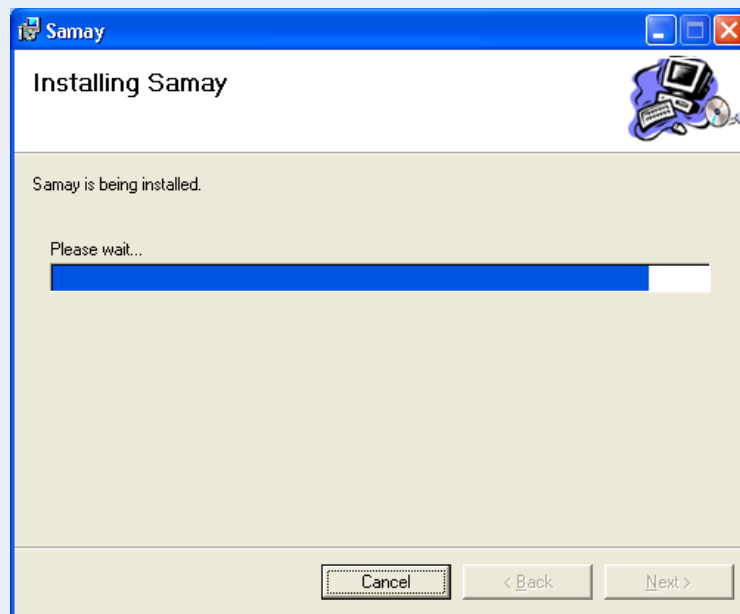 Samay
Installing Samay
Samay is being installed.
Please wait...
Cancel
< Back
Next >